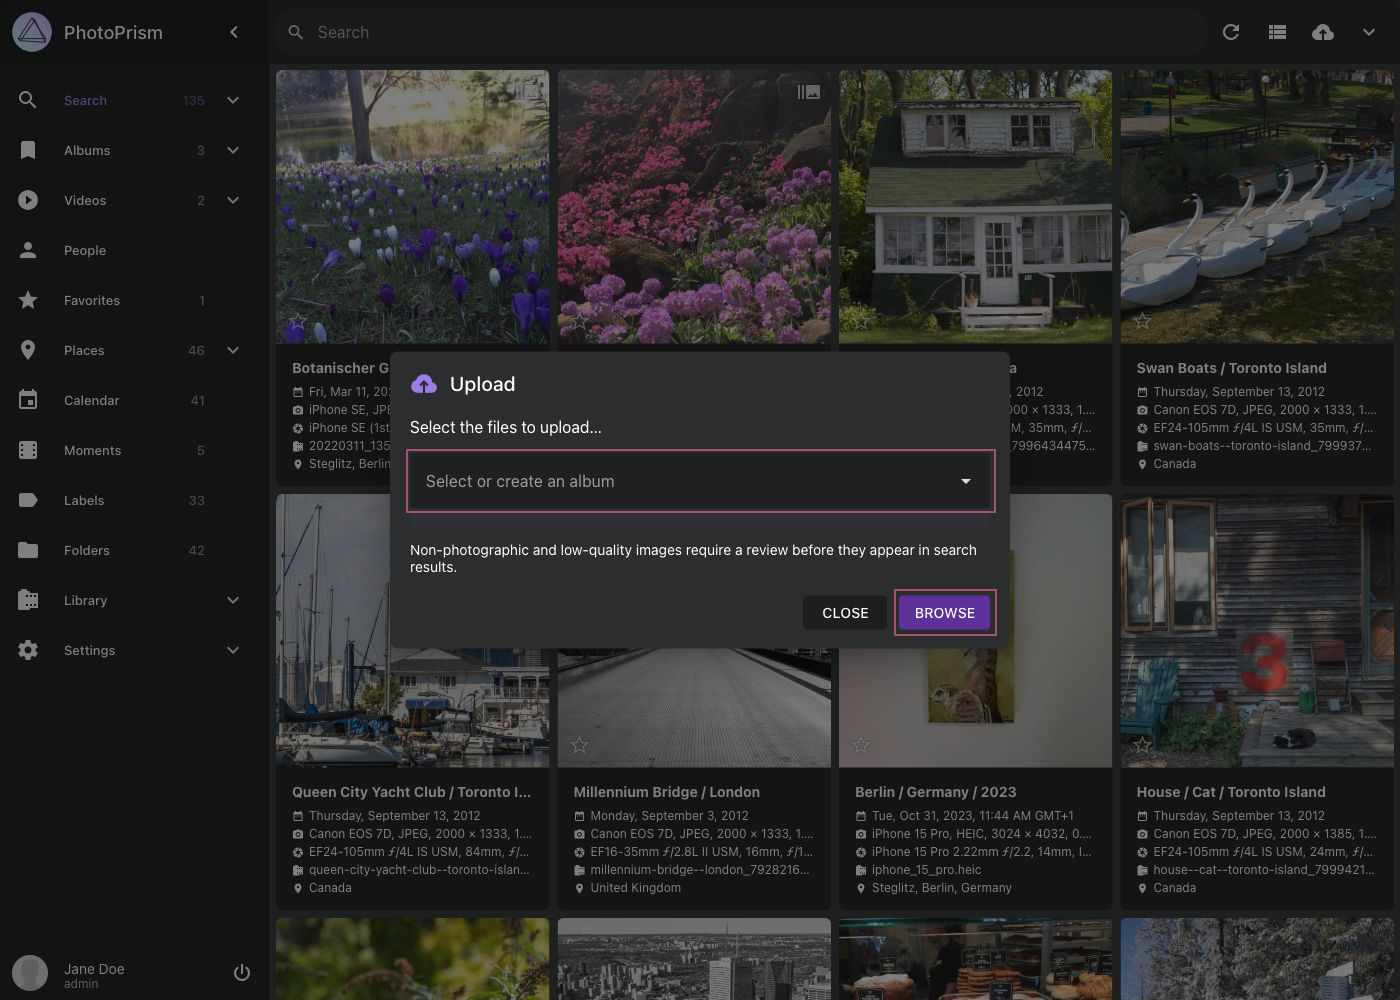 PhotoPrism
Search
Search 135
Albums 3
Videos 2
People
Favorites 1
Places 46
Calendar 41
Moments 5
Labels 33
Folders 42
Library
Settings
Jane Doe
admin
Botanischer G
Fri, Mar 11, 202
iPhone SE, JPE
iPhone SE (1st
20220311_135
Steglitz, Berlin
a
, 2012
000 × 1333, 1....
M, 35mm, ƒ/...
_7996434475...
Swan Boats / Toronto Island
Thursday, September 13, 2012
Canon EOS 7D, JPEG, 2000 × 1333, 1....
EF24-105mm ƒ/4L IS USM, 35mm, ƒ/...
swan-boats--toronto-island_799937...
Canada
Upload
Select the files to upload...
Select or create an album
Non-photographic and low-quality images require a review before they appear in search
results.
CLOSE
BROWSE
3
Queen City Yacht Club / Toronto I...
Thursday, September 13, 2012
Canon EOS 7D, JPEG, 2000 × 1333, 1....
EF24-105mm ƒ/4L IS USM, 84mm, ƒ/...
queen-city-yacht-club--toronto-islan...
Canada
Millennium Bridge / London
Monday, September 3, 2012
Canon EOS 7D, JPEG, 2000 × 1333, 1....
EF16-35mm ƒ/2.8L II USM, 16mm, ƒ/1...
millennium-bridge--london_7928216...
United Kingdom
Berlin / Germany / 2023
Tue, Oct 31, 2023, 11:44 AM GMT+1
iPhone 15 Pro, HEIC, 3024 × 4032, 0....
iPhone 15 Pro 2.22mm ƒ/2.2, 14mm, I...
iphone_15_pro.heic
Steglitz, Berlin, Germany
House / Cat / Toronto Island
Thursday, September 13, 2012
Canon EOS 7D, JPEG, 2000 × 1385, 1....
EF24-105mm ƒ/4L IS USM, 24mm, ƒ/...
house--cat--toronto-island_7999421...
Canada